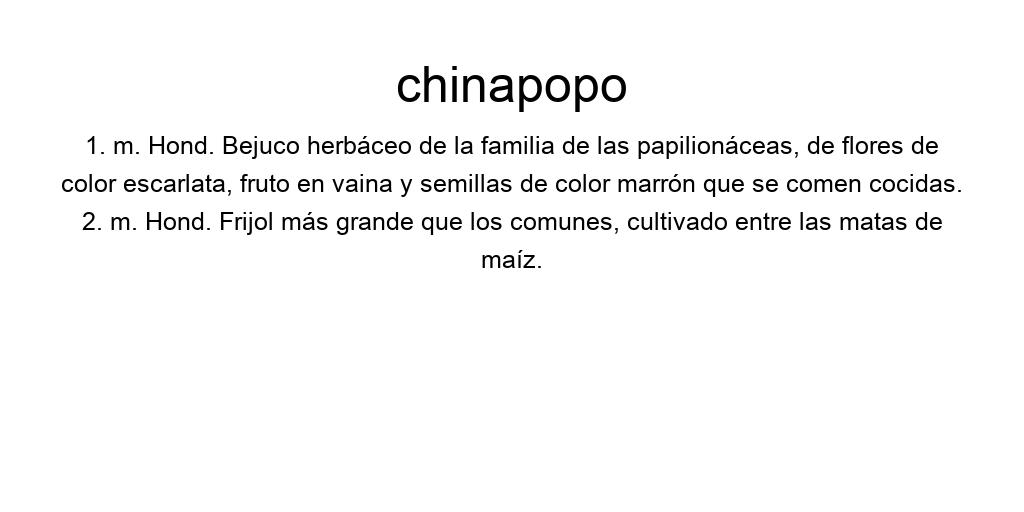 chinapopo
1. m. Hond. Bejuco herbáceo de la familia de las papilionáceas, de flores de
color escarlata, fruto en vaina y semillas de color marrón que se comen cocidas.
2. m. Hond. Frijol más grande que los comunes, cultivado entre las matas de
maíz.